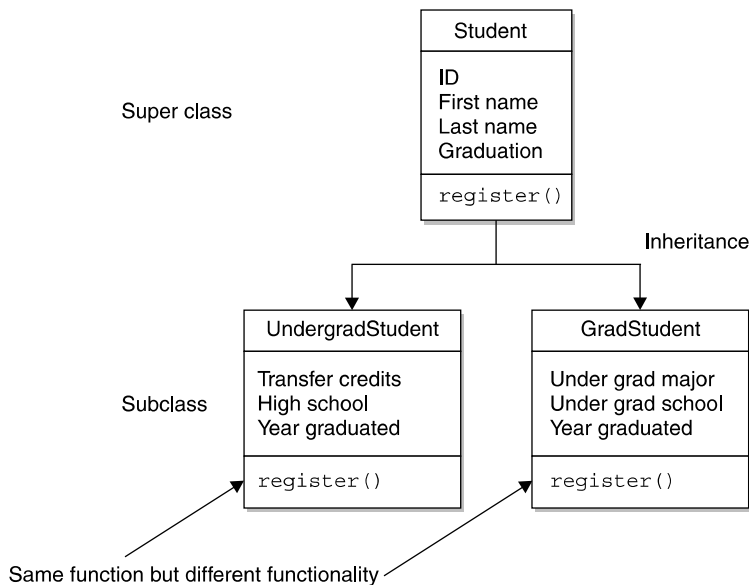 Student
ID
First name
Last name
Graduation
register()
Super class
Inheritance
UndergradStudent
Transfer credits
High school
Year graduated
register()
GradStudent
Under grad major
Under grad school
Year graduated
register()
Subclass
Same function but different functionality